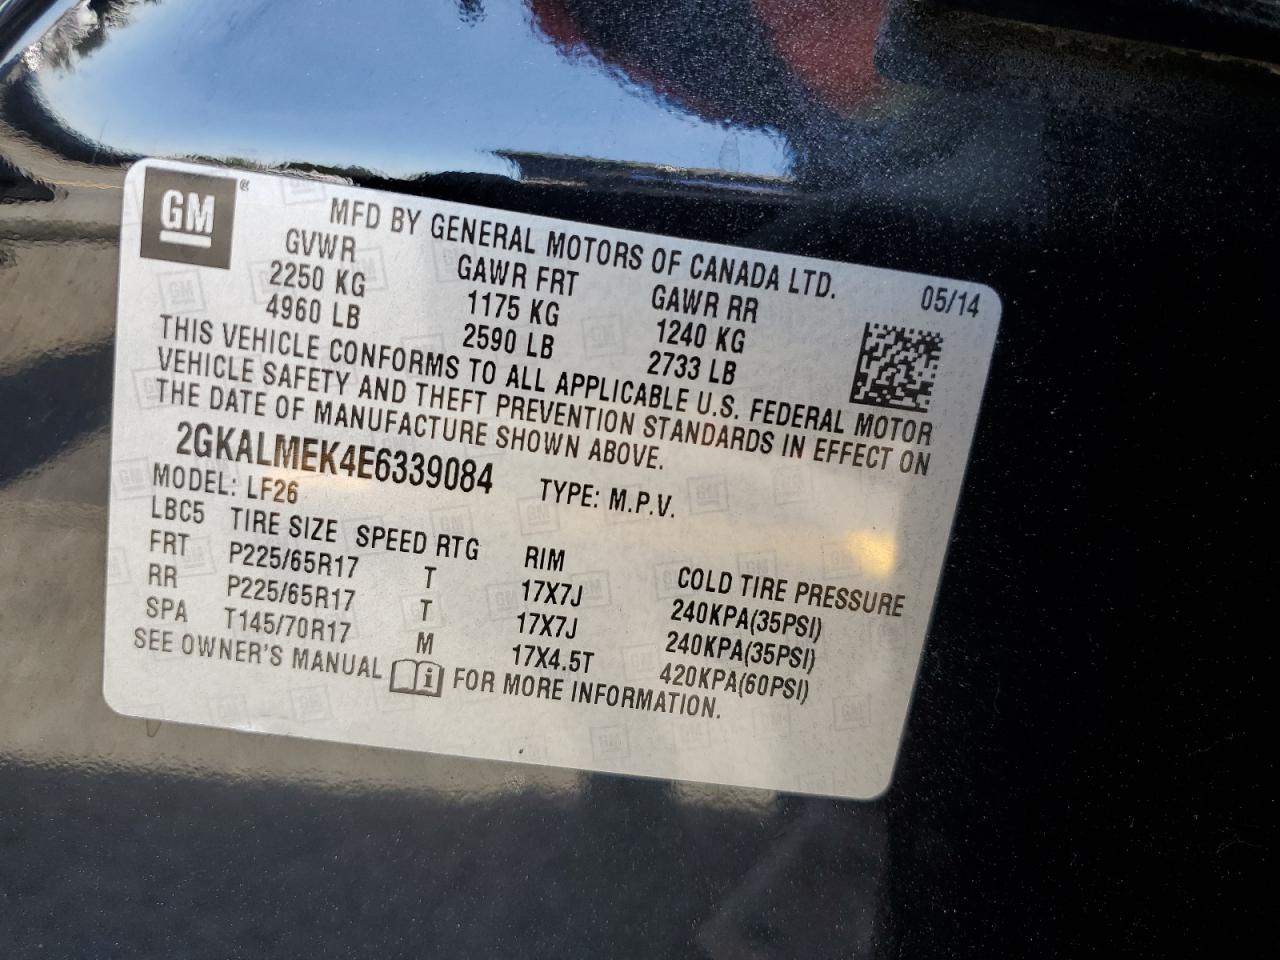 GM ®
MFD BY GENERAL MOTORS OF CANADA LTD.
05/14
GVWR GAWR FRT GAWR RR
2250 KG 1175 KG 1240 KG
4960 LB 2590 LB 2733 LB
THIS VEHICLE CONFORMS TO ALL APPLICABLE U.S. FEDERAL MOTOR
VEHICLE SAFETY AND THEFT PREVENTION STANDARDS IN EFFECT ON
THE DATE OF MANUFACTURE SHOWN ABOVE.
2GKALMEK4E6339084 TYPE: M.P.V.
MODEL: LF26
LBC5 TIRE SIZE SPEED RTG RIM COLD TIRE PRESSURE
FRT P225/65R17 T 17X7J 240KPA(35PSI)
RR P225/65R17 T 17X7J 240KPA(35PSI)
SPA T145/70R17 M 17X4.5T 420KPA(60PSI)
SEE OWNER'S MANUAL i FOR MORE INFORMATION.